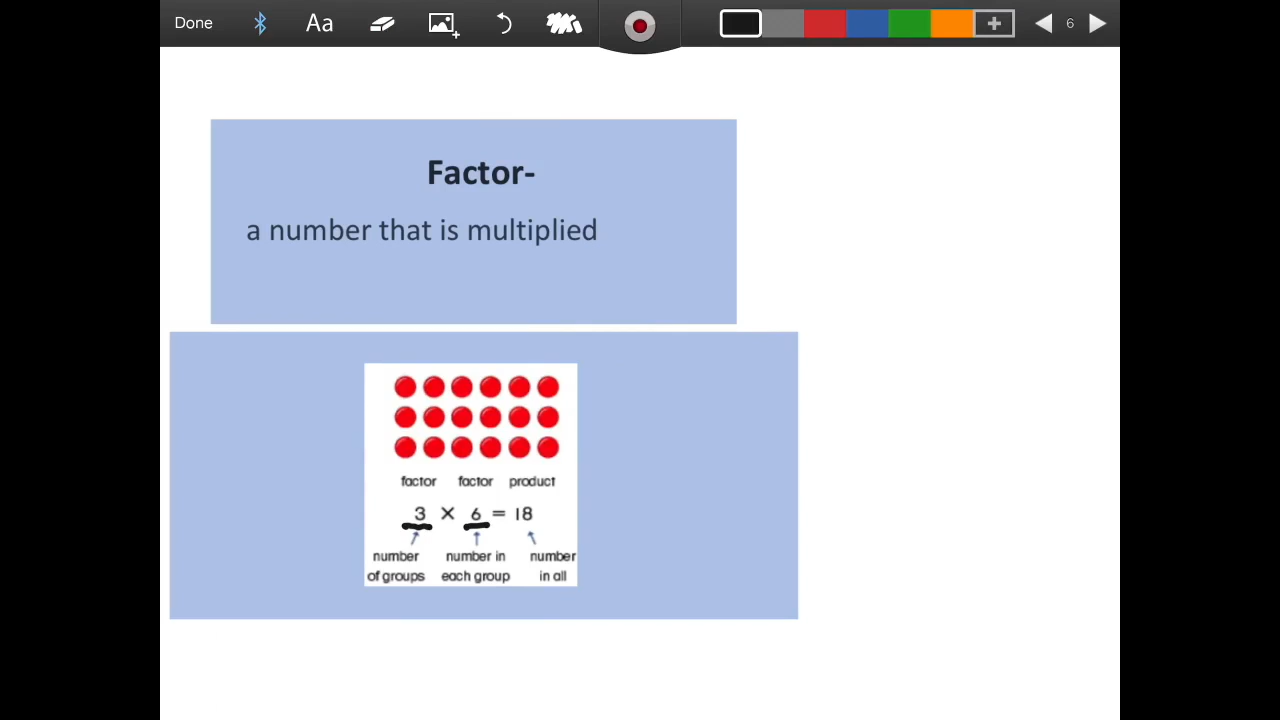 Done Aa 6
Factor-
a number that is multiplied
factor factor product
3 × 6 = 18
number number in number
of groups each group in all